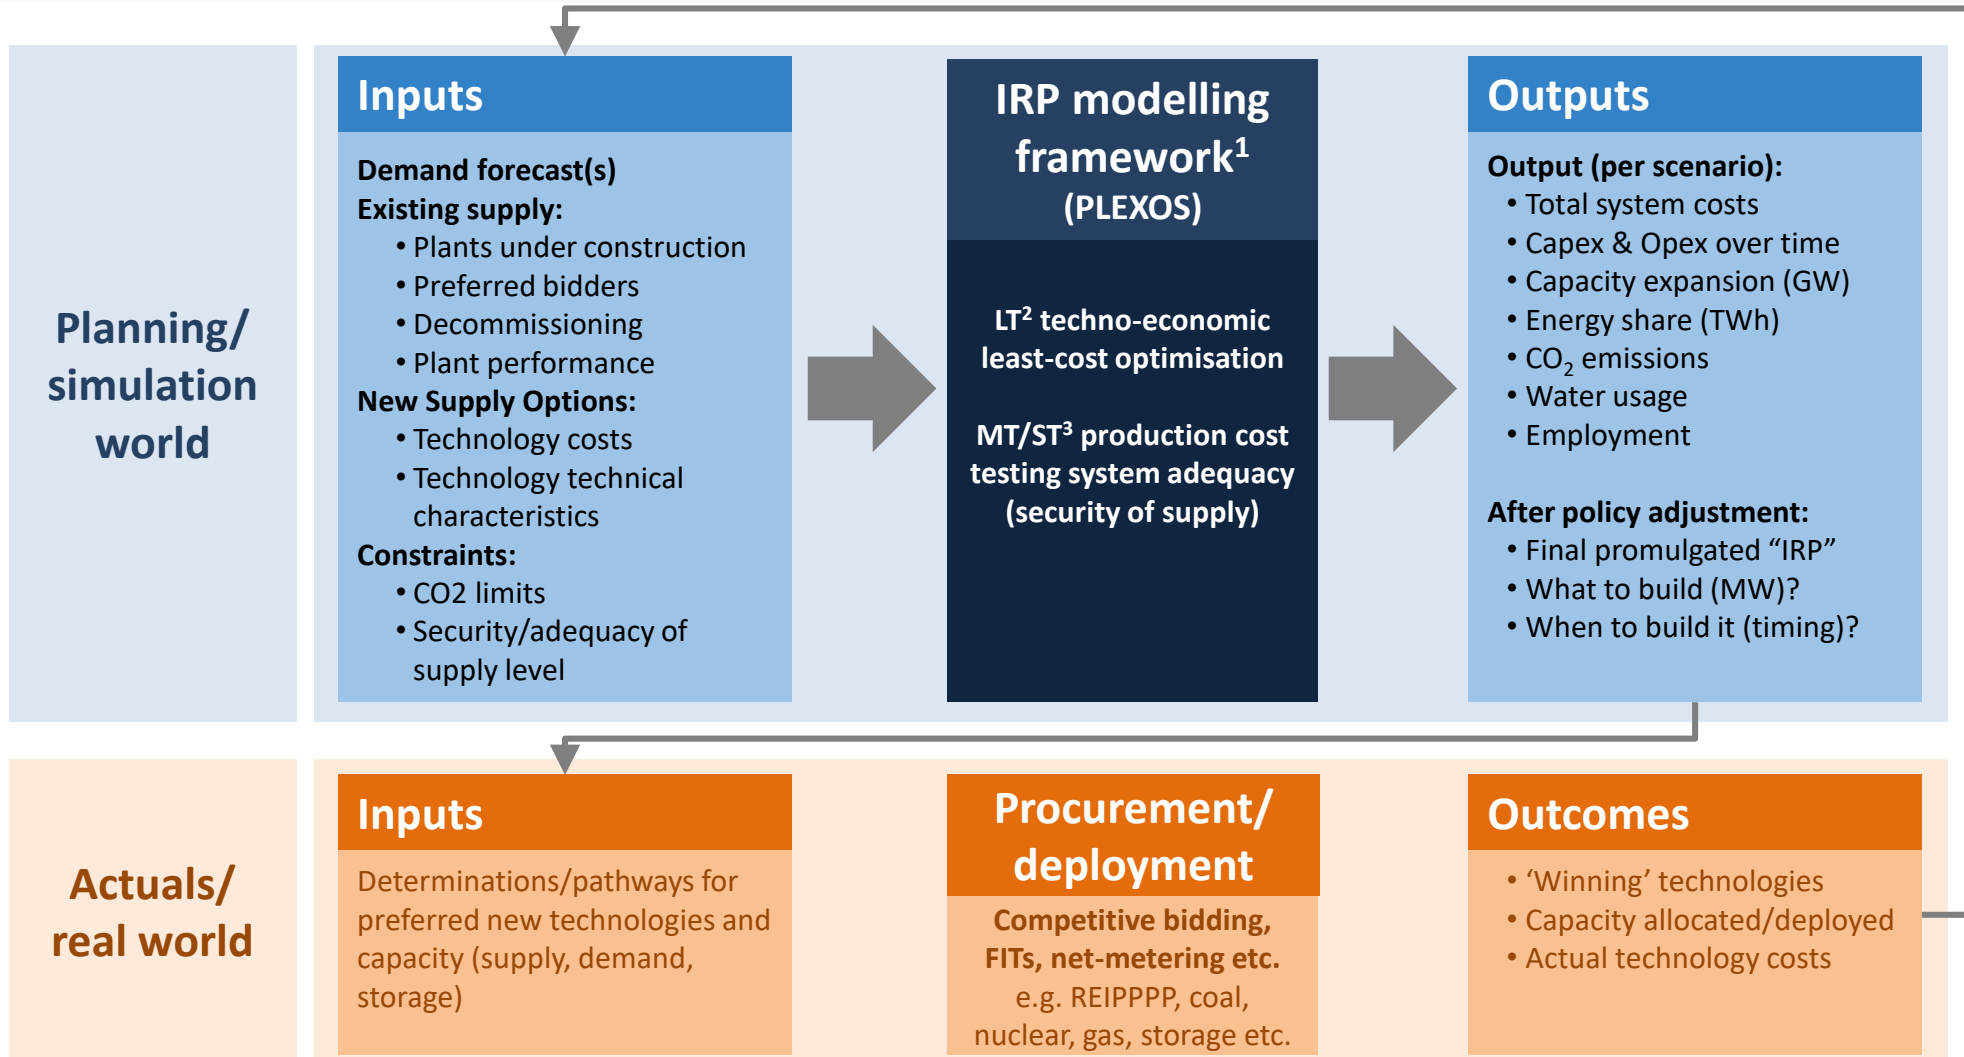 Planning/
simulation
world
Inputs
Demand forecast(s)
Existing supply:
• Plants under construction
• Preferred bidders
• Decommissioning
• Plant performance
New Supply Options:
• Technology costs
• Technology technical
characteristics
Constraints:
• CO2 limits
• Security/adequacy of
supply level
IRP modelling
framework¹
(PLEXOS)
LT² techno-economic
least-cost optimisation
MT/ST³ production cost
testing system adequacy
(security of supply)
Outputs
Output (per scenario):
• Total system costs
• Capex & Opex over time
• Capacity expansion (GW)
• Energy share (TWh)
• CO₂ emissions
• Water usage
• Employment
After policy adjustment:
• Final promulgated “IRP”
• What to build (MW)?
• When to build it (timing)?
Actuals/
real world
Inputs
Determinations/pathways for
preferred new technologies and
capacity (supply, demand,
storage)
Procurement/
deployment
Competitive bidding,
FITs, net-metering etc.
e.g. REIPPPP, coal,
nuclear, gas, storage etc.
Outcomes
• ‘Winning’ technologies
• Capacity allocated/deployed
• Actual technology costs